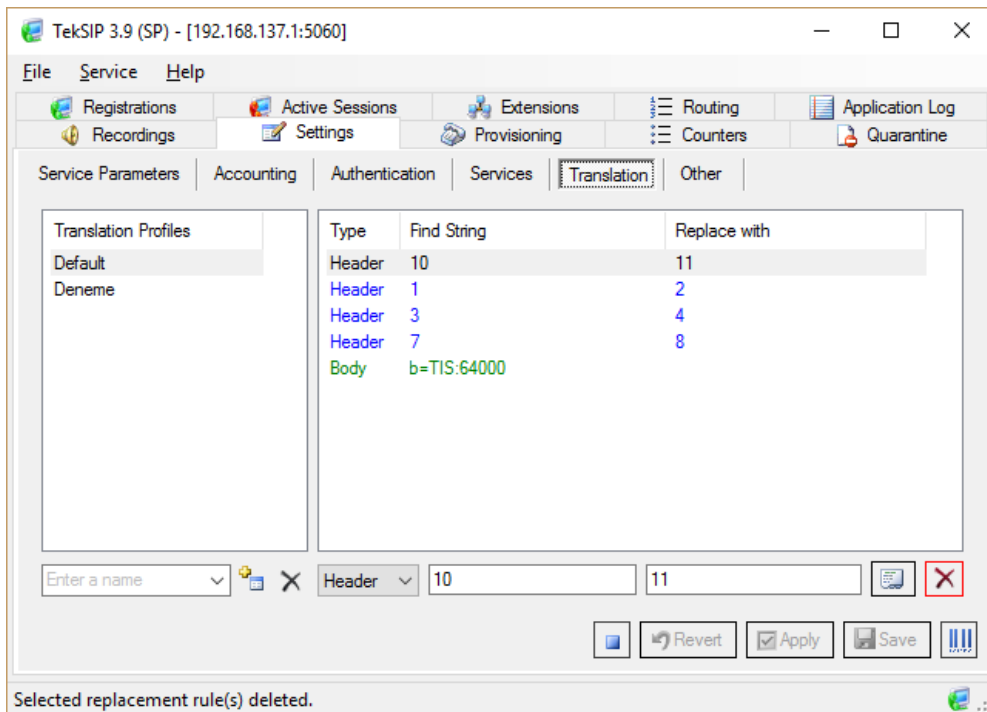 TekSIP 3.9 (SP) - [192.168.137.1:5060]
File Service Help
Registrations Active Sessions Extensions Routing Application Log
Recordings Settings Provisioning Counters Quarantine
Service Parameters Accounting Authentication Services Translation Other
Translation Profiles
Default
Deneme
Type Find String Replace with
Header 10 11
Header 1 2
Header 3 4
Header 7 8
Body b=TIS:64000
Enter a name Header 10 11
Revert Apply Save
Selected replacement rule(s) deleted.